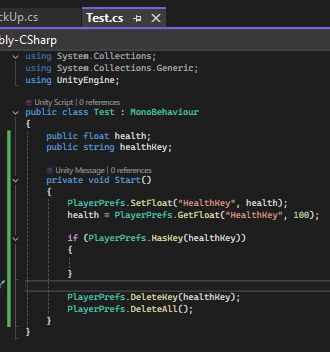 ckUp.cs Test.cs
bly-CSharp
using System.Collections;
using System.Collections.Generic;
using UnityEngine;
Unity Script | 0 references
public class Test : MonoBehaviour
{
public float health;
public string healthKey;
Unity Message | 0 references
private void Start()
{
PlayerPrefs.SetFloat("HealthKey", health);
health = PlayerPrefs.GetFloat("HealthKey", 100);
if (PlayerPrefs.HasKey(healthKey))
{
}
PlayerPrefs.DeleteKey(healthKey);
PlayerPrefs.DeleteAll();
}
}